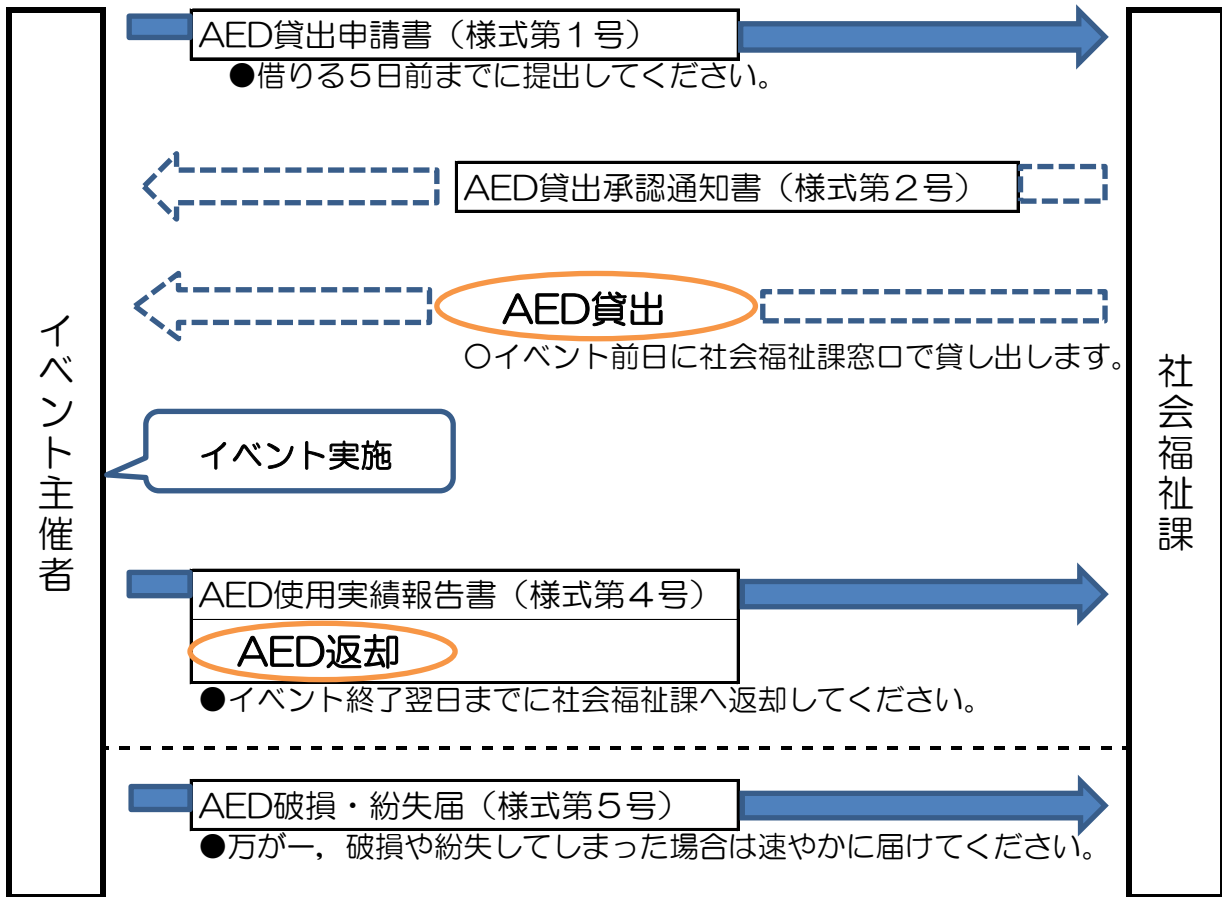 AED貸出申請書（様式第１号）
●借りる５日前までに提出してください。
AED貸出承認通知書（様式第２号）
AED貸出
〇イベント前日に社会福祉課窓口で貸し出します。
イベント主催者
社会福祉課
イベント実施
AED使用実績報告書（様式第４号）
AED返却
●イベント終了翌日までに社会福祉課へ返却してください。
AED破損・紛失届（様式第５号）
●万が一，破損や紛失してしまった場合は速やかに届けてください。